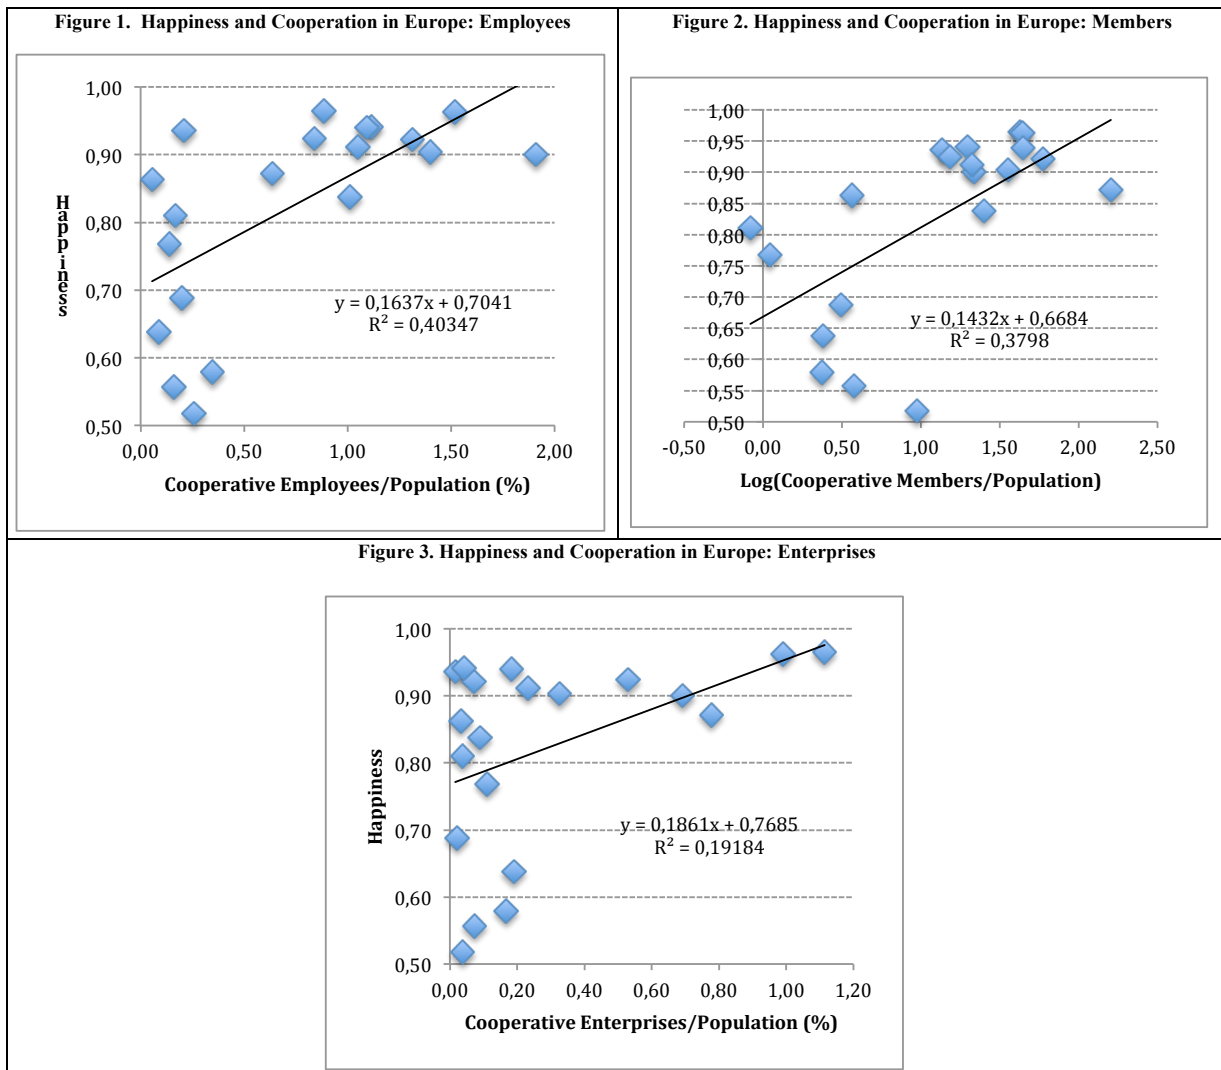 Figure 1. Happiness and Cooperation in Europe: Employees
1,00
0,90
0,80
0,70
0,60
0,50
Happiness
y = 0,1637x + 0,7041
R² = 0,40347
0,00 0,50 1,00 1,50 2,00
Cooperative Employees/Population (%)
Figure 2. Happiness and Cooperation in Europe: Members
1,00
0,95
0,90
0,85
0,80
0,75
0,70
0,65
0,60
0,55
0,50
y = 0,1432x + 0,6684
R² = 0,3798
-0,50 0,00 0,50 1,00 1,50 2,00 2,50
Log(Cooperative Members/Population)
Figure 3. Happiness and Cooperation in Europe: Enterprises
1,00
0,90
0,80
0,70
0,60
0,50
Happiness
y = 0,1861x + 0,7685
R² = 0,19184
0,00 0,20 0,40 0,60 0,80 1,00 1,20
Cooperative Enterprises/Population (%)